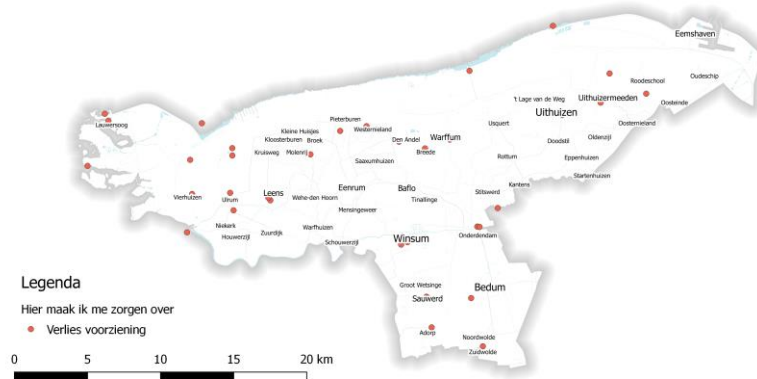 Eemshaven
Oudeschip
Roodeschool
't Lage van de Weg
Uithuizermeeden
Oosteinde
Uithuizen
Usquert
Oosternieland
Pieterburen
Westernieland
Kleine Huisjes
Kloosterburen
Broek
Den Andel
Warffum
Breede
Lauwersoog
Kruisweg
Molenrij
Saaxumhuizen
Doodstil
Oldenzijl
Rottum
Eppenhuizen
Startenhuizen
Kantens
Stitswerd
Vierhuizen
Ulrum
Leens
Wehe-den Hoorn
Eenrum
Baflo
Tinallinge
Mensingeweer
Niekerk
Houwerzijl
Zuurdijk
Warfhuizen
Schouwerzijl
Winsum
Onderdendam
Groot Wetsinge
Sauwerd
Bedum
Adorp
Noordwolde
Zuidwolde
Legenda
Hier maak ik me zorgen over
Verlies voorziening
0 5 10 15 20 km